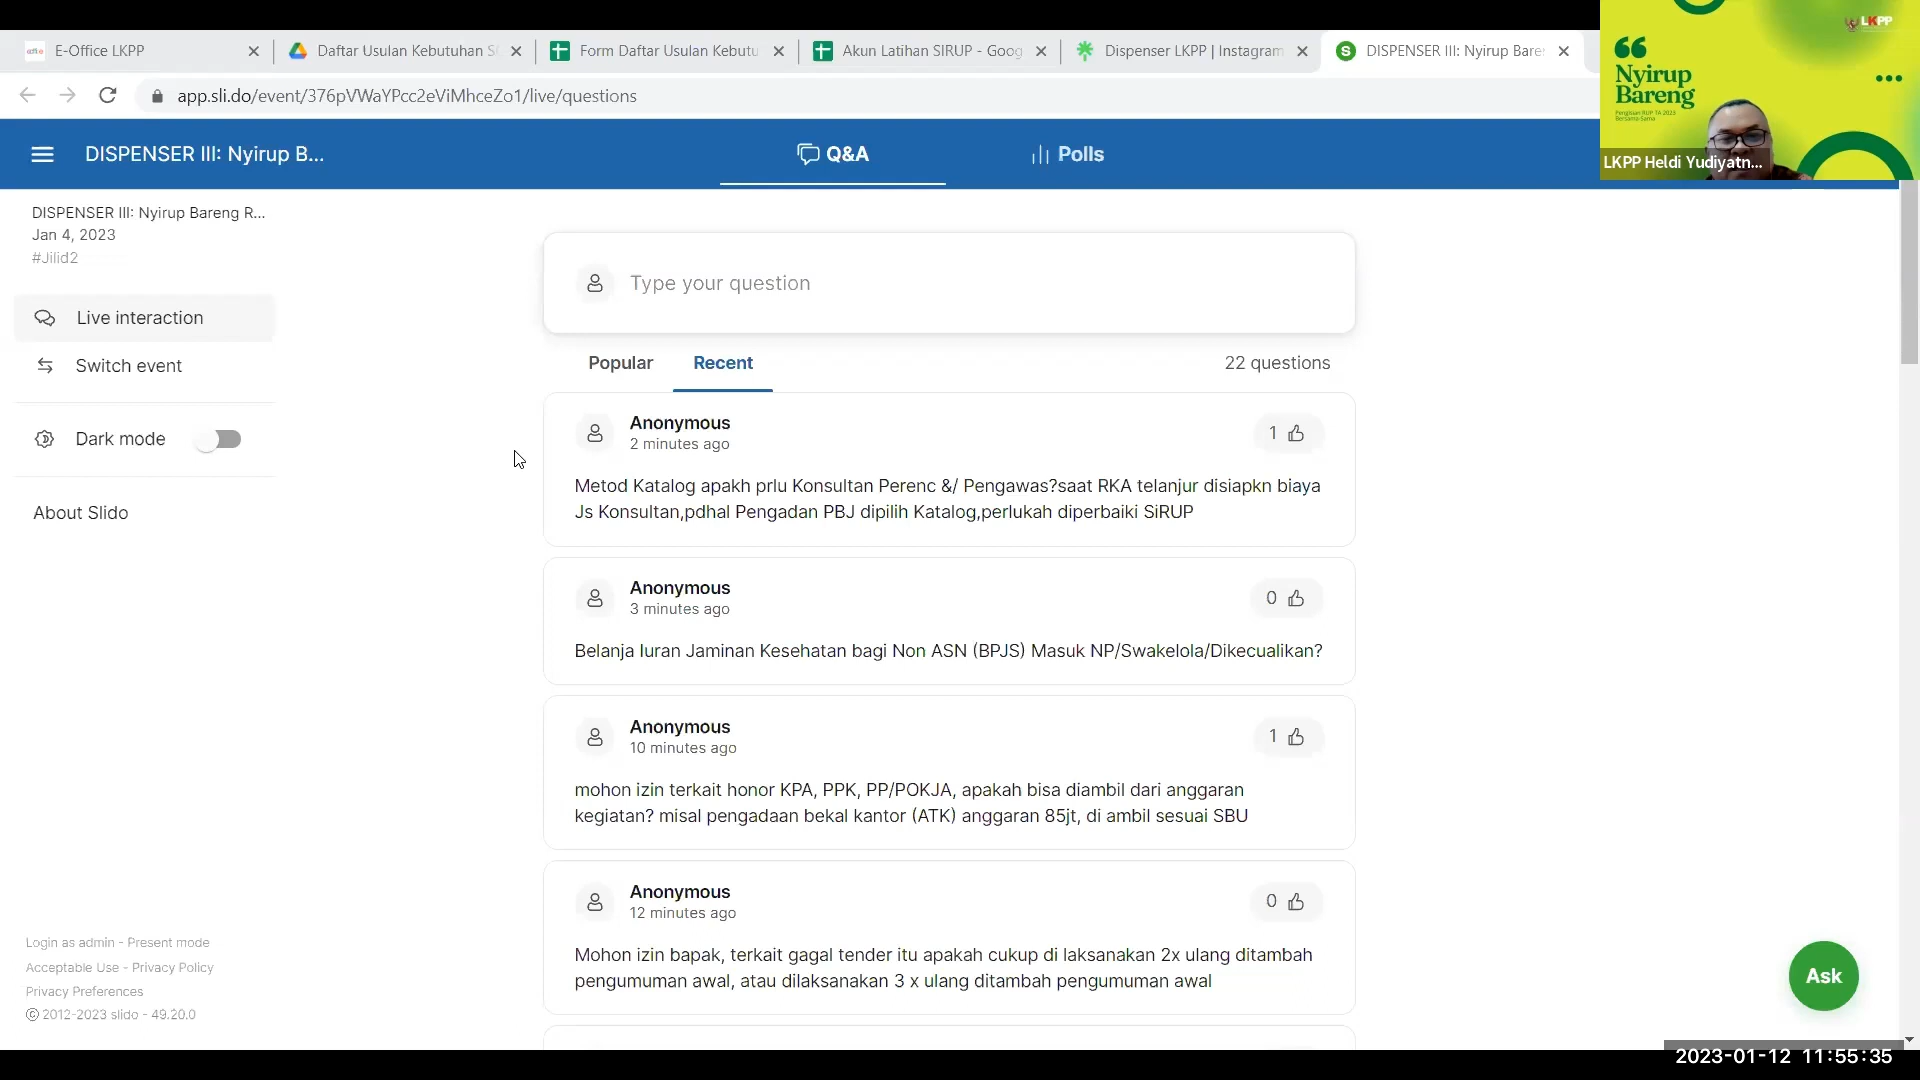 E-Office LKPP
Daftar Usulan Kebutuhan S
Form Daftar Usulan Kebutu
Akun Latihan SIRUP - Goog
Dispenser LKPP | Instagram
DISPENSER III: Nyirup Bare
LKPP
Nyirup
Bareng
Pengisian RUP TA 2023
Bersama-Sama
LKPP Heldi Yudiyatn...
app.sli.do/event/376pVWaYPcc2eViMhceZo1/live/questions
DISPENSER III: Nyirup B...
Q&A
Polls
DISPENSER III: Nyirup Bareng R...
Jan 4, 2023
#Jilid2
Live interaction
Switch event
Dark mode
About Slido
Type your question
Popular
Recent
22 questions
Anonymous
2 minutes ago
1
Metod Katalog apakh prlu Konsultan Perenc &/ Pengawas?saat RKA telanjur disiapkn biaya
Js Konsultan,pdhal Pengadan PBJ dipilih Katalog,perlukah diperbaiki SiRUP
Anonymous
3 minutes ago
0
Belanja Iuran Jaminan Kesehatan bagi Non ASN (BPJS) Masuk NP/Swakelola/Dikecualikan?
Anonymous
10 minutes ago
1
mohon izin terkait honor KPA, PPK, PP/POKJA, apakah bisa diambil dari anggaran
kegiatan? misal pengadaan bekal kantor (ATK) anggaran 85jt, di ambil sesuai SBU
Anonymous
12 minutes ago
0
Mohon izin bapak, terkait gagal tender itu apakah cukup di laksanakan 2x ulang ditambah
pengumuman awal, atau dilaksanakan 3 x ulang ditambah pengumuman awal
Login as admin - Present mode
Acceptable Use - Privacy Policy
Privacy Preferences
© 2012-2023 slido - 49.20.0
Ask
2023-01-12 11:55:35